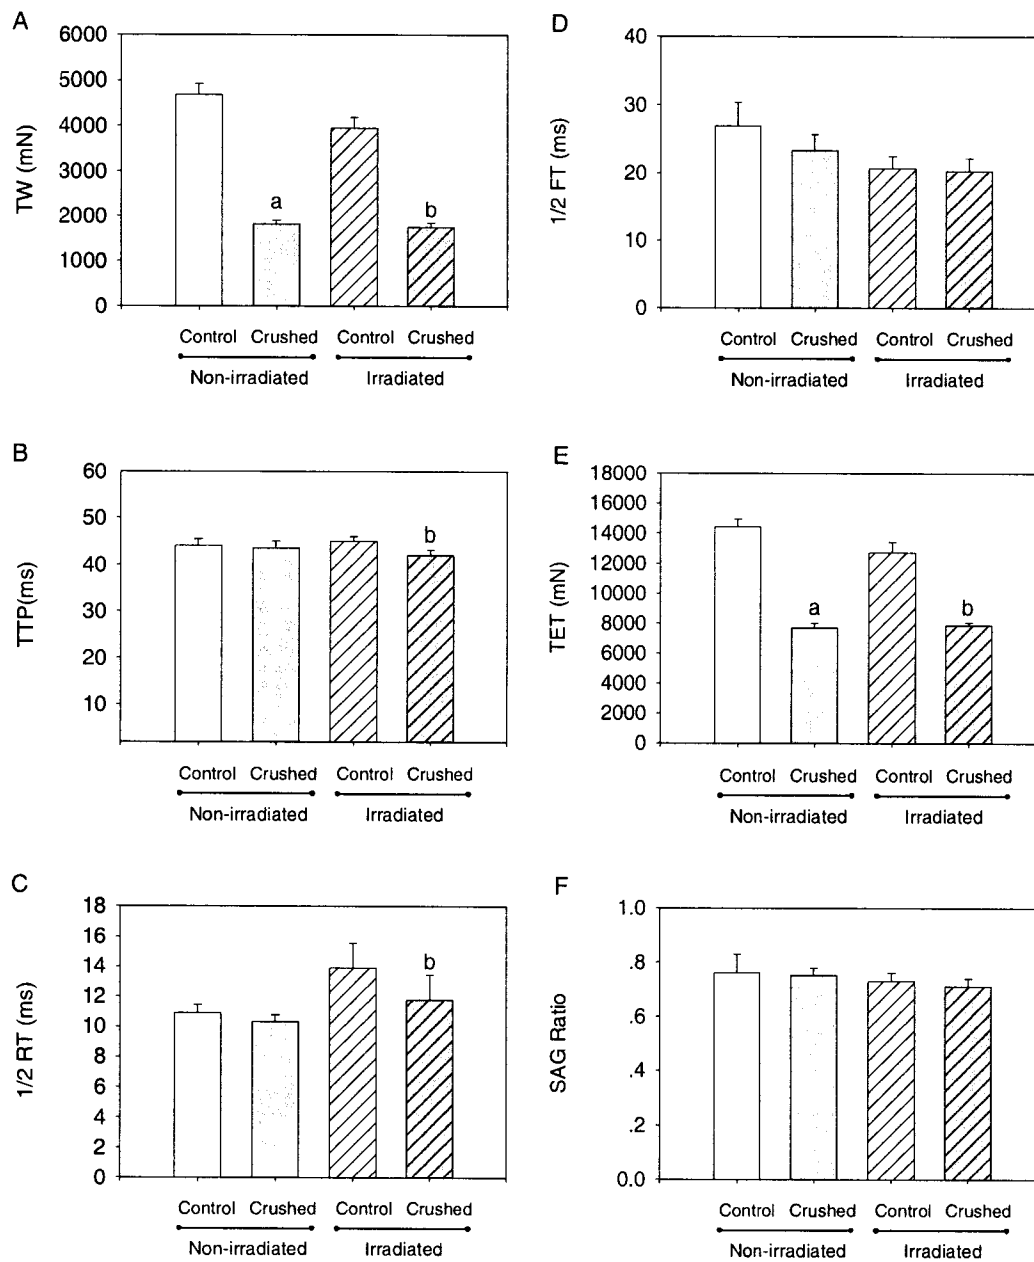 A
TW (mN)
6000
5000
4000
3000
2000
1000
0
a
b
Control Crushed Control Crushed
Non-irradiated Irradiated
B
TTP(ms)
60
50
40
30
20
10
b
Control Crushed Control Crushed
Non-irradiated Irradiated
C
1/2 RT (ms)
18
16
14
12
10
8
6
4
2
0
b
Control Crushed Control Crushed
Non-irradiated Irradiated
D
1/2 FT (ms)
40
30
20
10
0
Control Crushed Control Crushed
Non-irradiated Irradiated
E
TET (mN)
18000
16000
14000
12000
10000
8000
6000
4000
2000
0
a
b
Control Crushed Control Crushed
Non-irradiated Irradiated
F
SAG Ratio
1.0
.8
.6
.4
.2
0.0
Control Crushed Control Crushed
Non-irradiated Irradiated